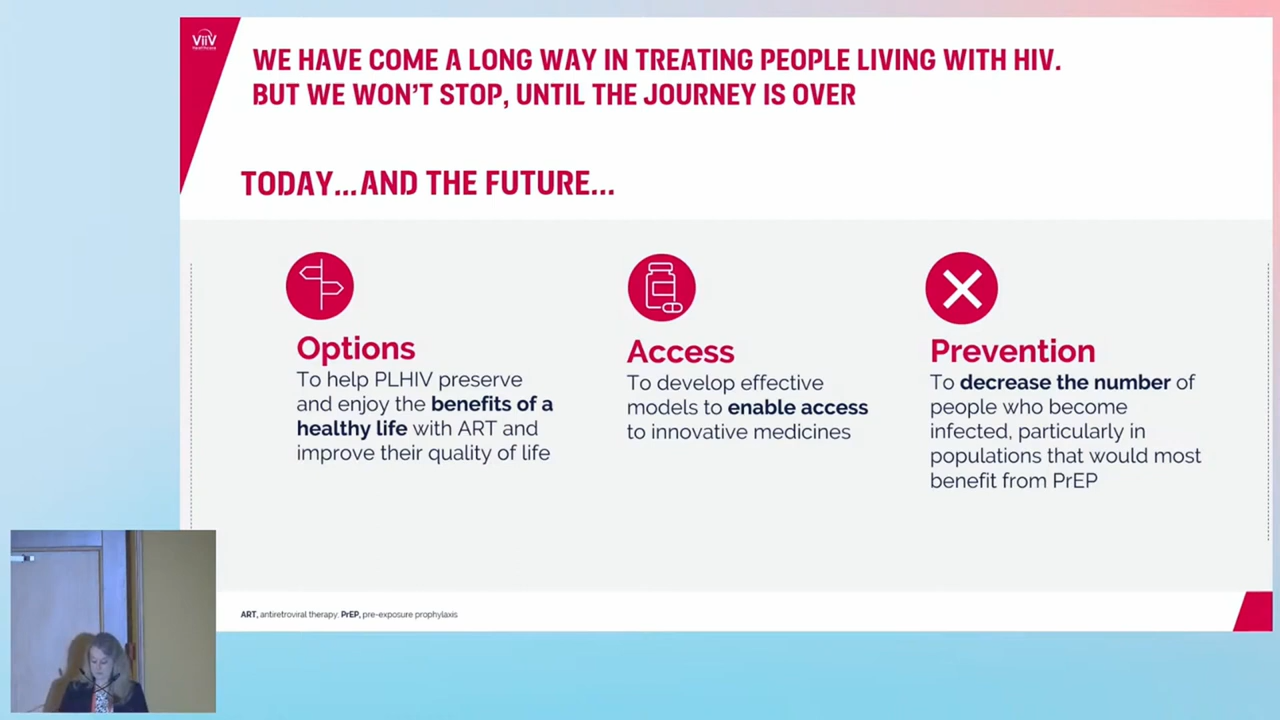 ViiV
Healthcare
WE HAVE COME A LONG WAY IN TREATING PEOPLE LIVING WITH HIV.
BUT WE WON'T STOP, UNTIL THE JOURNEY IS OVER
TODAY...AND THE FUTURE...
Options
To help PLHIV preserve
and enjoy the benefits of a
healthy life with ART and
improve their quality of life
Access
To develop effective
models to enable access
to innovative medicines
Prevention
To decrease the number of
people who become
infected, particularly in
populations that would most
benefit from PrEP
ART, antiretroviral therapy; PrEP, pre-exposure prophylaxis